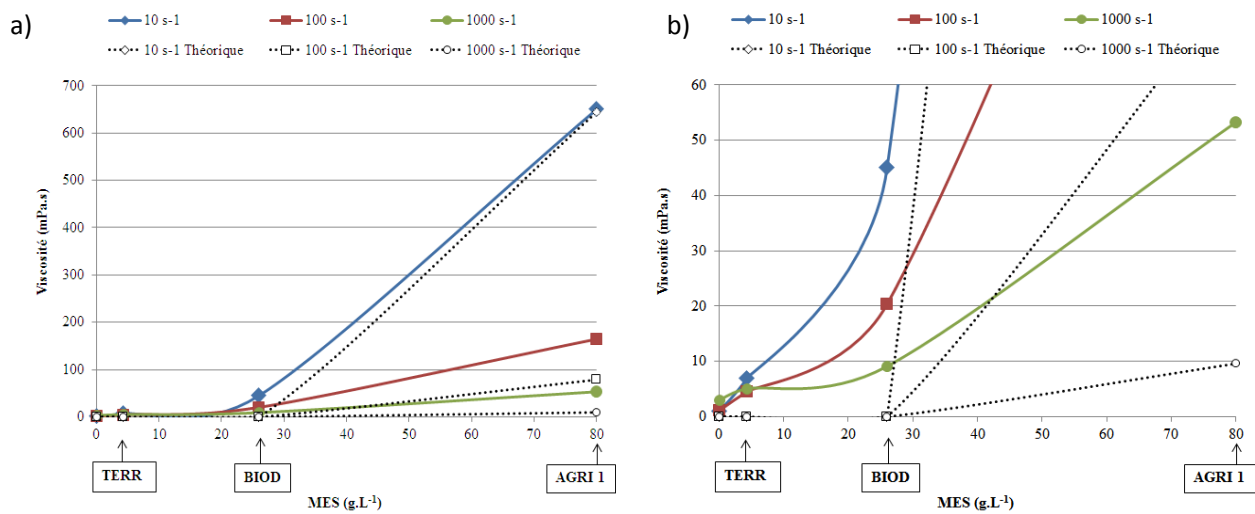 a)
10 s-1
100 s-1
1000 s-1
10 s-1 Théorique
100 s-1 Théorique
1000 s-1 Théorique
700
600
500
400
300
200
100
0
Viscosité (mPa.s)
0 10 20 30 40 50 60 70 80
TERR
BIOD
AGRI 1
MES (g.L⁻¹)
b)
10 s-1
100 s-1
1000 s-1
10 s-1 Théorique
100 s-1 Théorique
1000 s-1 Théorique
60
50
40
30
20
10
0
Viscosité (mPa.s)
0 10 20 30 40 50 60 70 80
TERR
BIOD
AGRI 1
MES (g.L⁻¹)